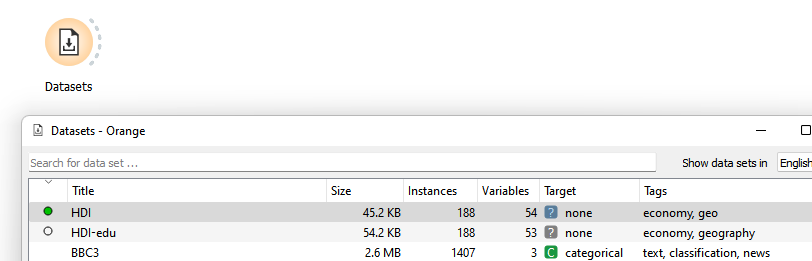 Datasets
Datasets - Orange
Search for data set ... Show data sets in English
Title Size Instances Variables Target Tags
HDI 45.2 KB 188 54 ? none economy, geo
HDI-edu 54.2 KB 188 53 ? none economy, geography
BBC3 2.6 MB 1407 3 C categorical text, classification, news